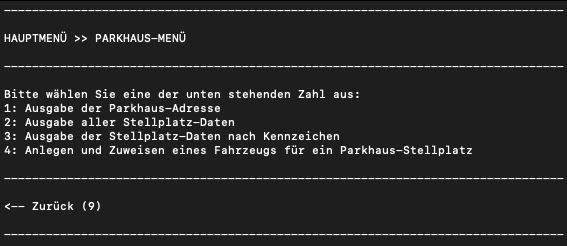 HAUPTMENÜ >> PARKHAUS-MENÜ
Bitte wählen Sie eine der unten stehenden Zahl aus:
1: Ausgabe der Parkhaus-Adresse
2: Ausgabe aller Stellplatz-Daten
3: Ausgabe der Stellplatz-Daten nach Kennzeichen
4: Anlegen und Zuweisen eines Fahrzeugs für ein Parkhaus-Stellplatz
<-- Zurück (9)